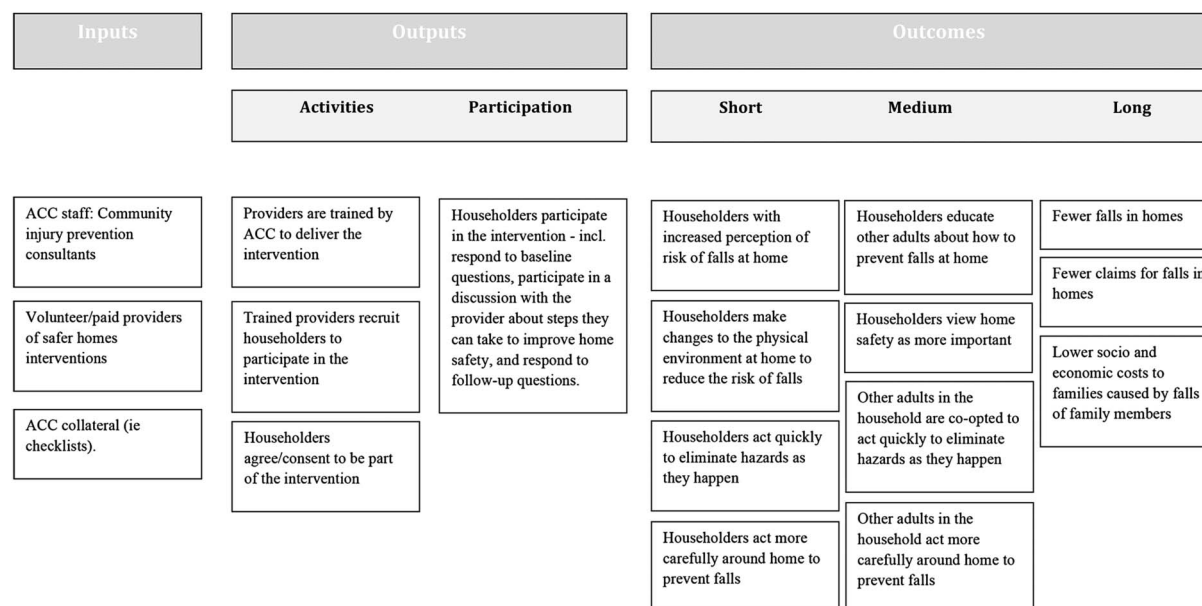 Inputs
Outputs
Outcomes
Activities
Participation
Short
Medium
Long
ACC staff: Community
injury prevention
consultants
Volunteer/paid providers
of safer homes
interventions
ACC collateral (ie
checklists).
Providers are trained by
ACC to deliver the
intervention
Trained providers recruit
householders to
participate in the
intervention
Householders
agree/consent to be part
of the intervention
Householders participate
in the intervention - incl.
respond to baseline
questions, participate in a
discussion with the
provider about steps they
can take to improve home
safety, and respond to
follow-up questions.
Householders with
increased perception of
risk of falls at home
Householders make
changes to the physical
environment at home to
reduce the risk of falls
Householders act quickly
to eliminate hazards as
they happen
Householders act more
carefully around home to
prevent falls
Householders educate
other adults about how to
prevent falls at home
Householders view home
safety as more important
Other adults in the
household are co-opted to
act quickly to eliminate
hazards as they happen
Other adults in the
household act more
carefully around home to
prevent falls
Fewer falls in homes
Fewer claims for falls in
homes
Lower socio and
economic costs to
families caused by falls
of family members